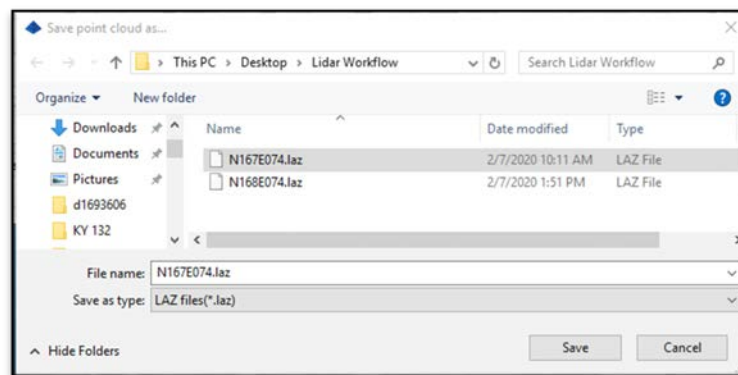 Save point cloud as...
This PC > Desktop > Lidar Workflow
Search Lidar Workflow
Organize
New folder
Downloads
Documents
Pictures
d1693606
KY 132
Name Date modified Type
N167E074.laz 2/7/2020 10:11 AM LAZ File
N168E074.laz 2/7/2020 1:51 PM LAZ File
File name: N167E074.laz
Save as type: LAZ files(*.laz)
Hide Folders
Save
Cancel